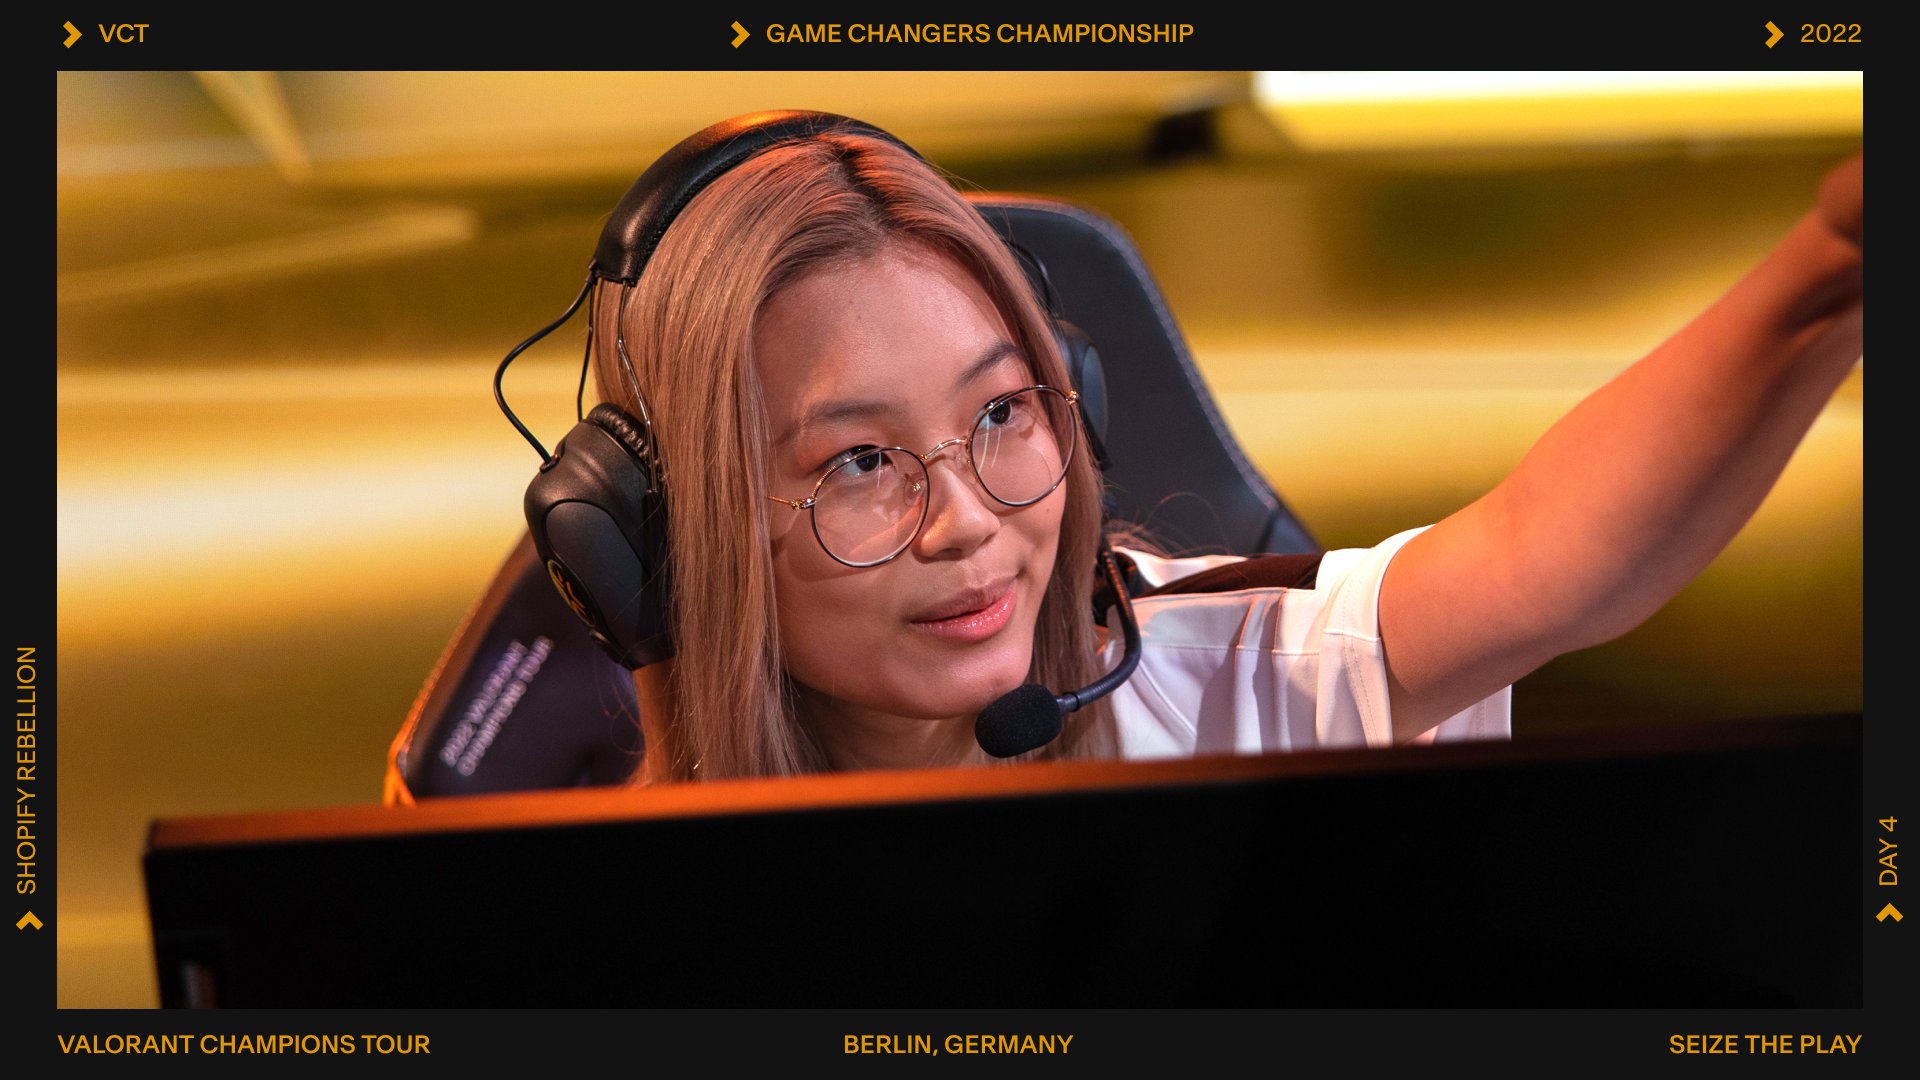 VCT
GAME CHANGERS CHAMPIONSHIP
2022
SHOPIFY REBELLION
2022 VALORANT
CHAMPIONS TOUR
DAY 4
VALORANT CHAMPIONS TOUR
BERLIN, GERMANY
SEIZE THE PLAY